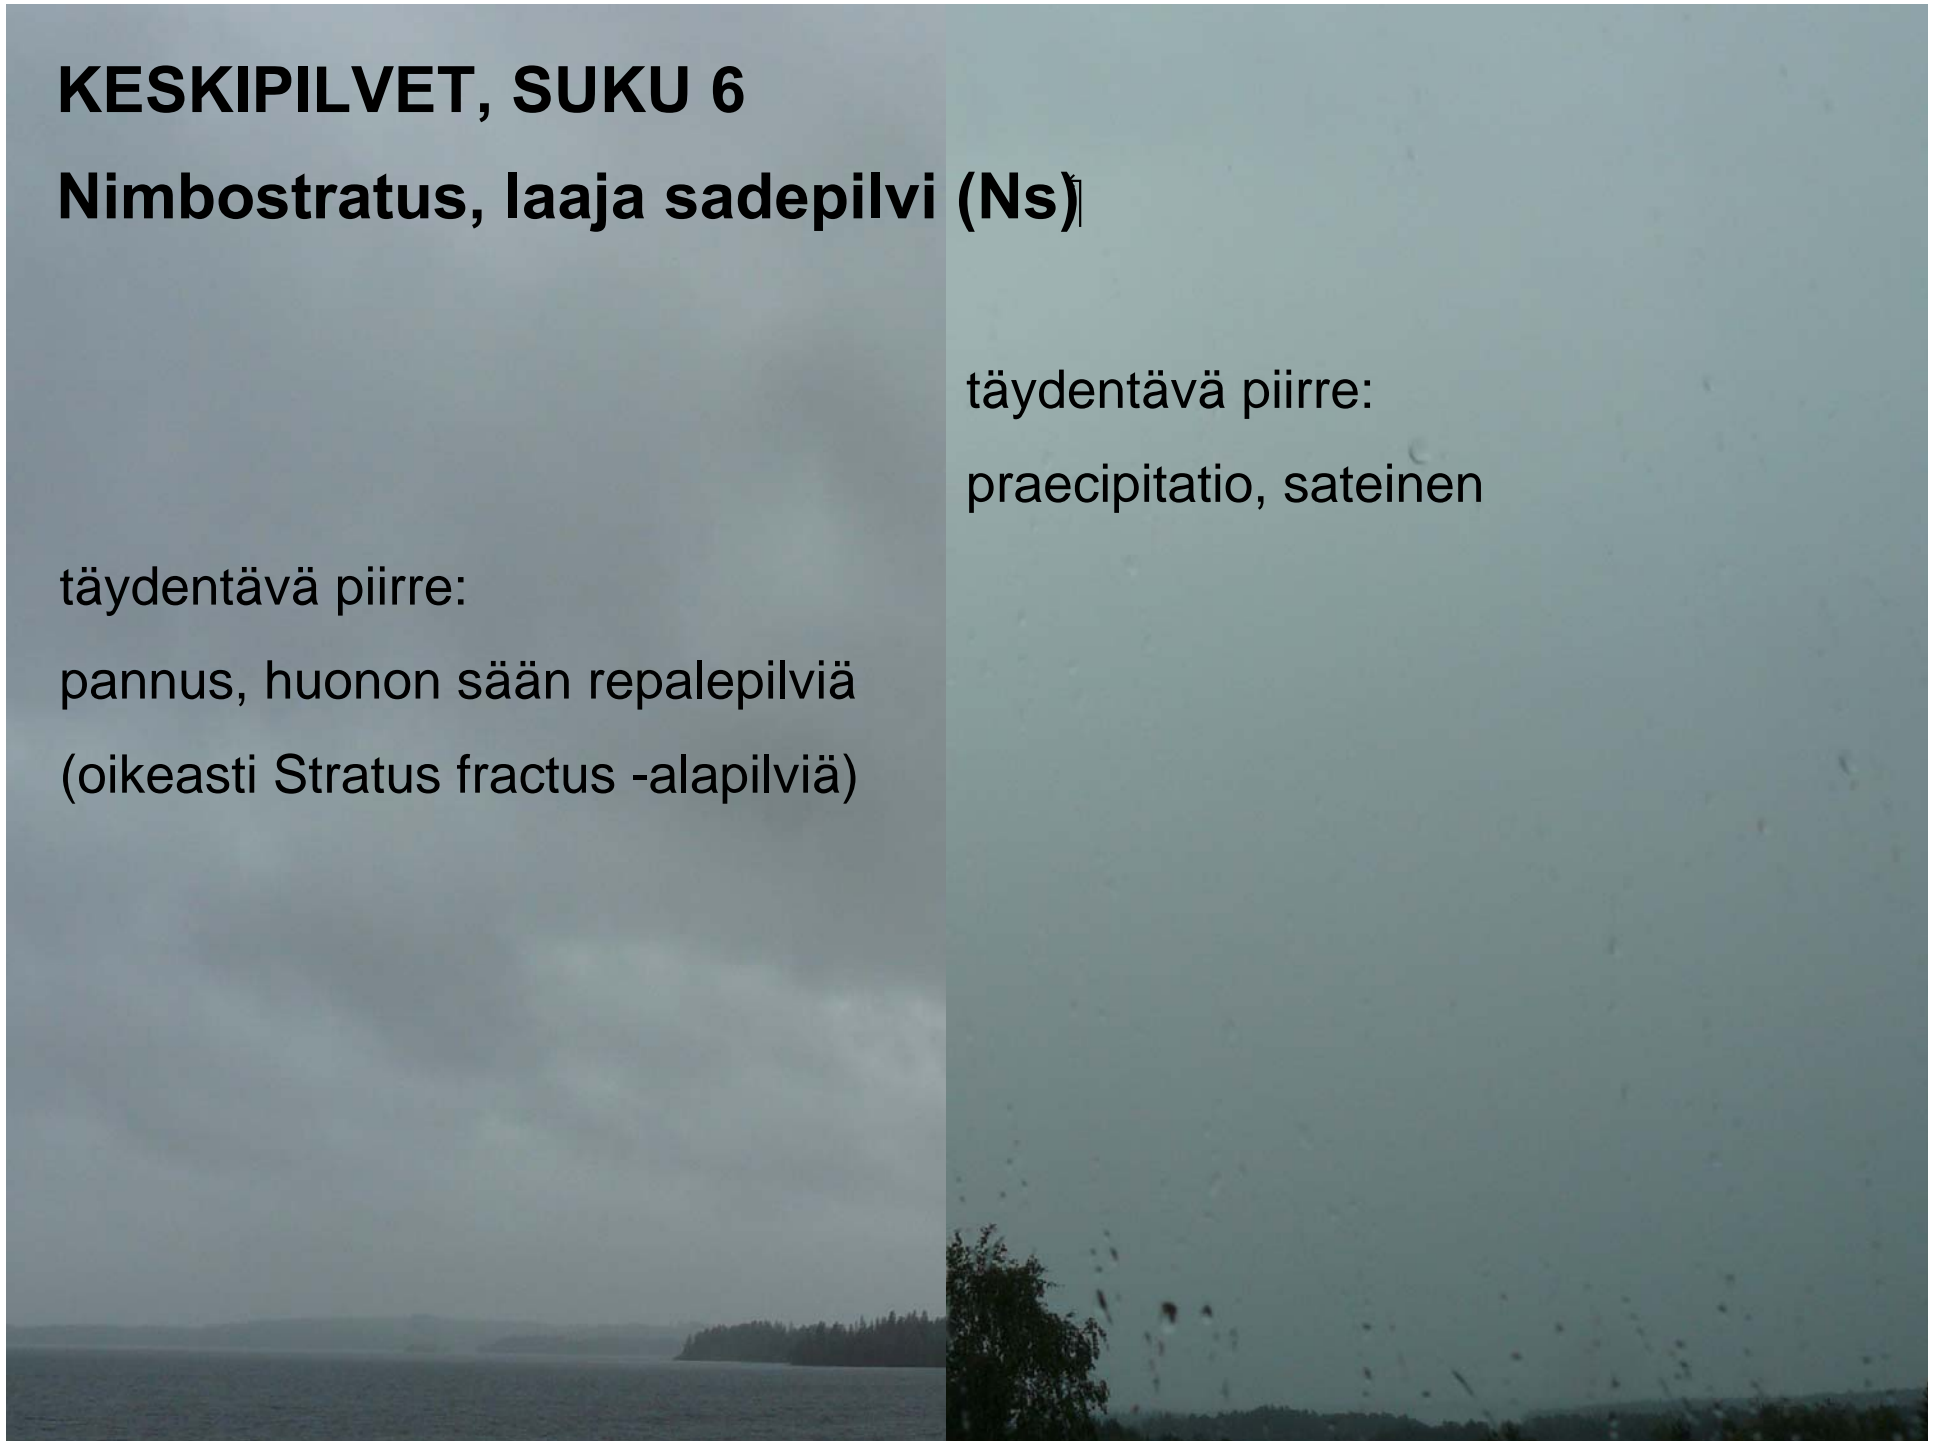 KESKIPILVET, SUKU 6
Nimbostratus, laaja sadepilvi (Ns)
täydentävä piirre:
pannus, huonon sään repalepilviä
(oikeasti Stratus fractus -alapilviä)
täydentävä piirre:
praecipitatio, sateinen